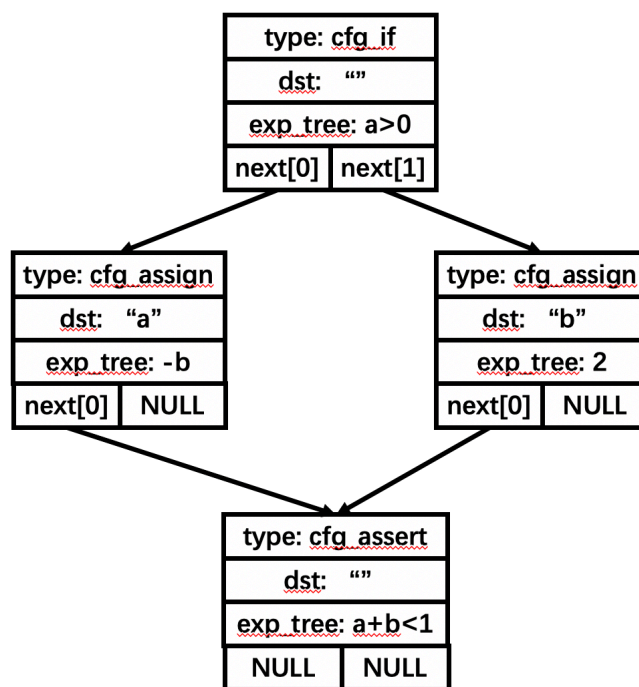 type: cfg_if
dst: “”
exp_tree: a>0
next[0] next[1]
type: cfg_assign
dst: “a”
exp_tree: -b
next[0] NULL
type: cfg_assign
dst: “b”
exp_tree: 2
next[0] NULL
type: cfg_assert
dst: “”
exp_tree: a+b<1
NULL NULL